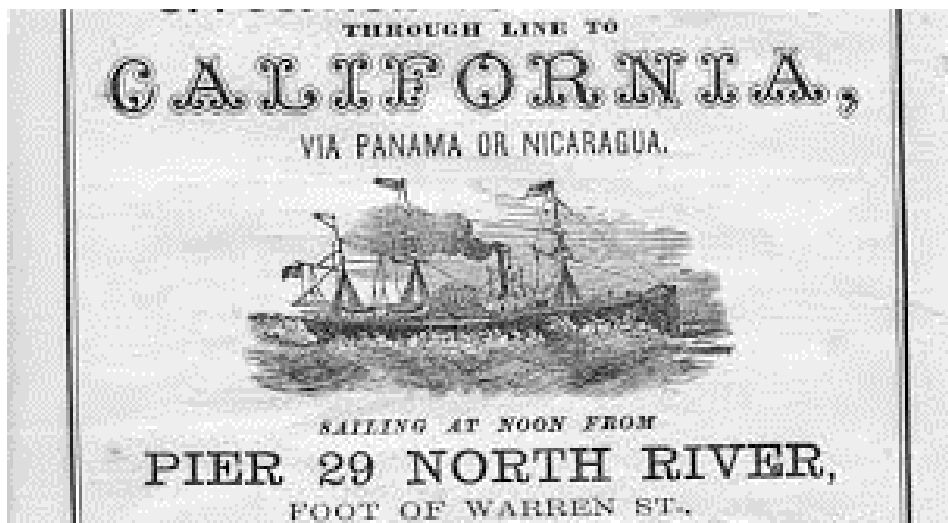 THROUGH LINE TO
CALIFORNIA,
VIA PANAMA OR NICARAGUA.
SAILING AT NOON FROM
PIER 29 NORTH RIVER,
FOOT OF WARREN ST.,